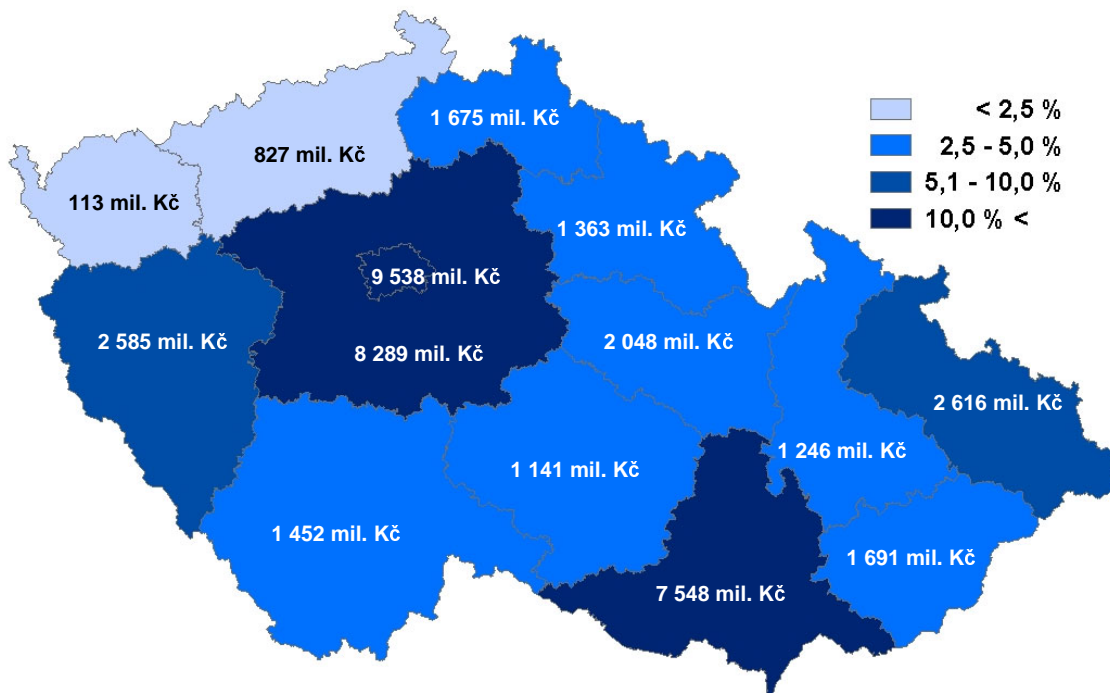 1 675 mil. Kč
< 2,5 %
2,5 - 5,0 %
5,1 - 10,0 %
10,0 % <
827 mil. Kč
113 mil. Kč
1 363 mil. Kč
9 538 mil. Kč
2 585 mil. Kč
8 289 mil. Kč
2 048 mil. Kč
2 616 mil. Kč
1 141 mil. Kč
1 246 mil. Kč
1 452 mil. Kč
1 691 mil. Kč
7 548 mil. Kč